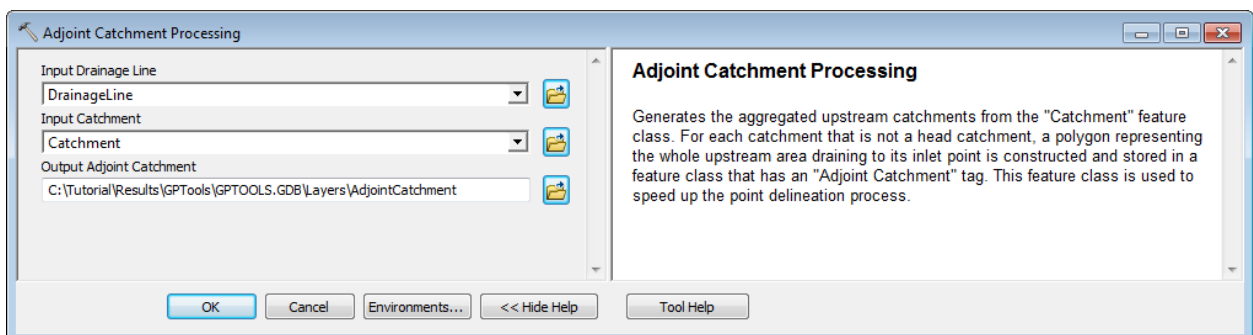 Adjoint Catchment Processing
Input Drainage Line
DrainageLine
Input Catchment
Catchment
Output Adjoint Catchment
C:\Tutorial\Results\GPTools\GPTOOLS.GDB\Layers\AdjointCatchment
Adjoint Catchment Processing
Generates the aggregated upstream catchments from the "Catchment" feature
class. For each catchment that is not a head catchment, a polygon representing
the whole upstream area draining to its inlet point is constructed and stored in a
feature class that has an "Adjoint Catchment" tag. This feature class is used to
speed up the point delineation process.
OK
Cancel
Environments...
<< Hide Help
Tool Help